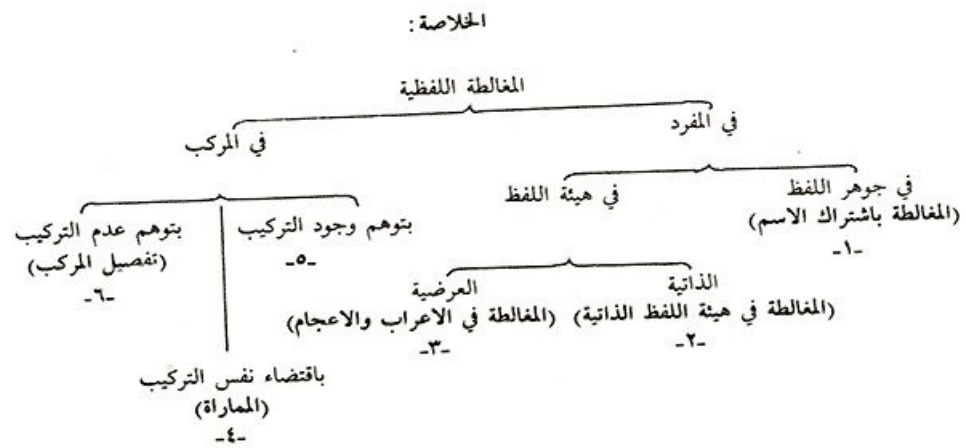 الخلاصة:
المغالطة اللفظية
في المفرد
في المركب
في جوهر اللفظ
(المغالطة باشتراك الاسم)
-١-
في هيئة اللفظ
الذاتية
(المغالطة في هيئة اللفظ الذاتية)
-٢-
العرضية
(المغالطة في الاعراب والاعجام)
-٣-
بتوهم وجود التركيب
-٥-
باقتضاء نفس التركيب
(المماراة)
-٤-
بتوهم عدم التركيب
(تفصيل المركب)
-٦-